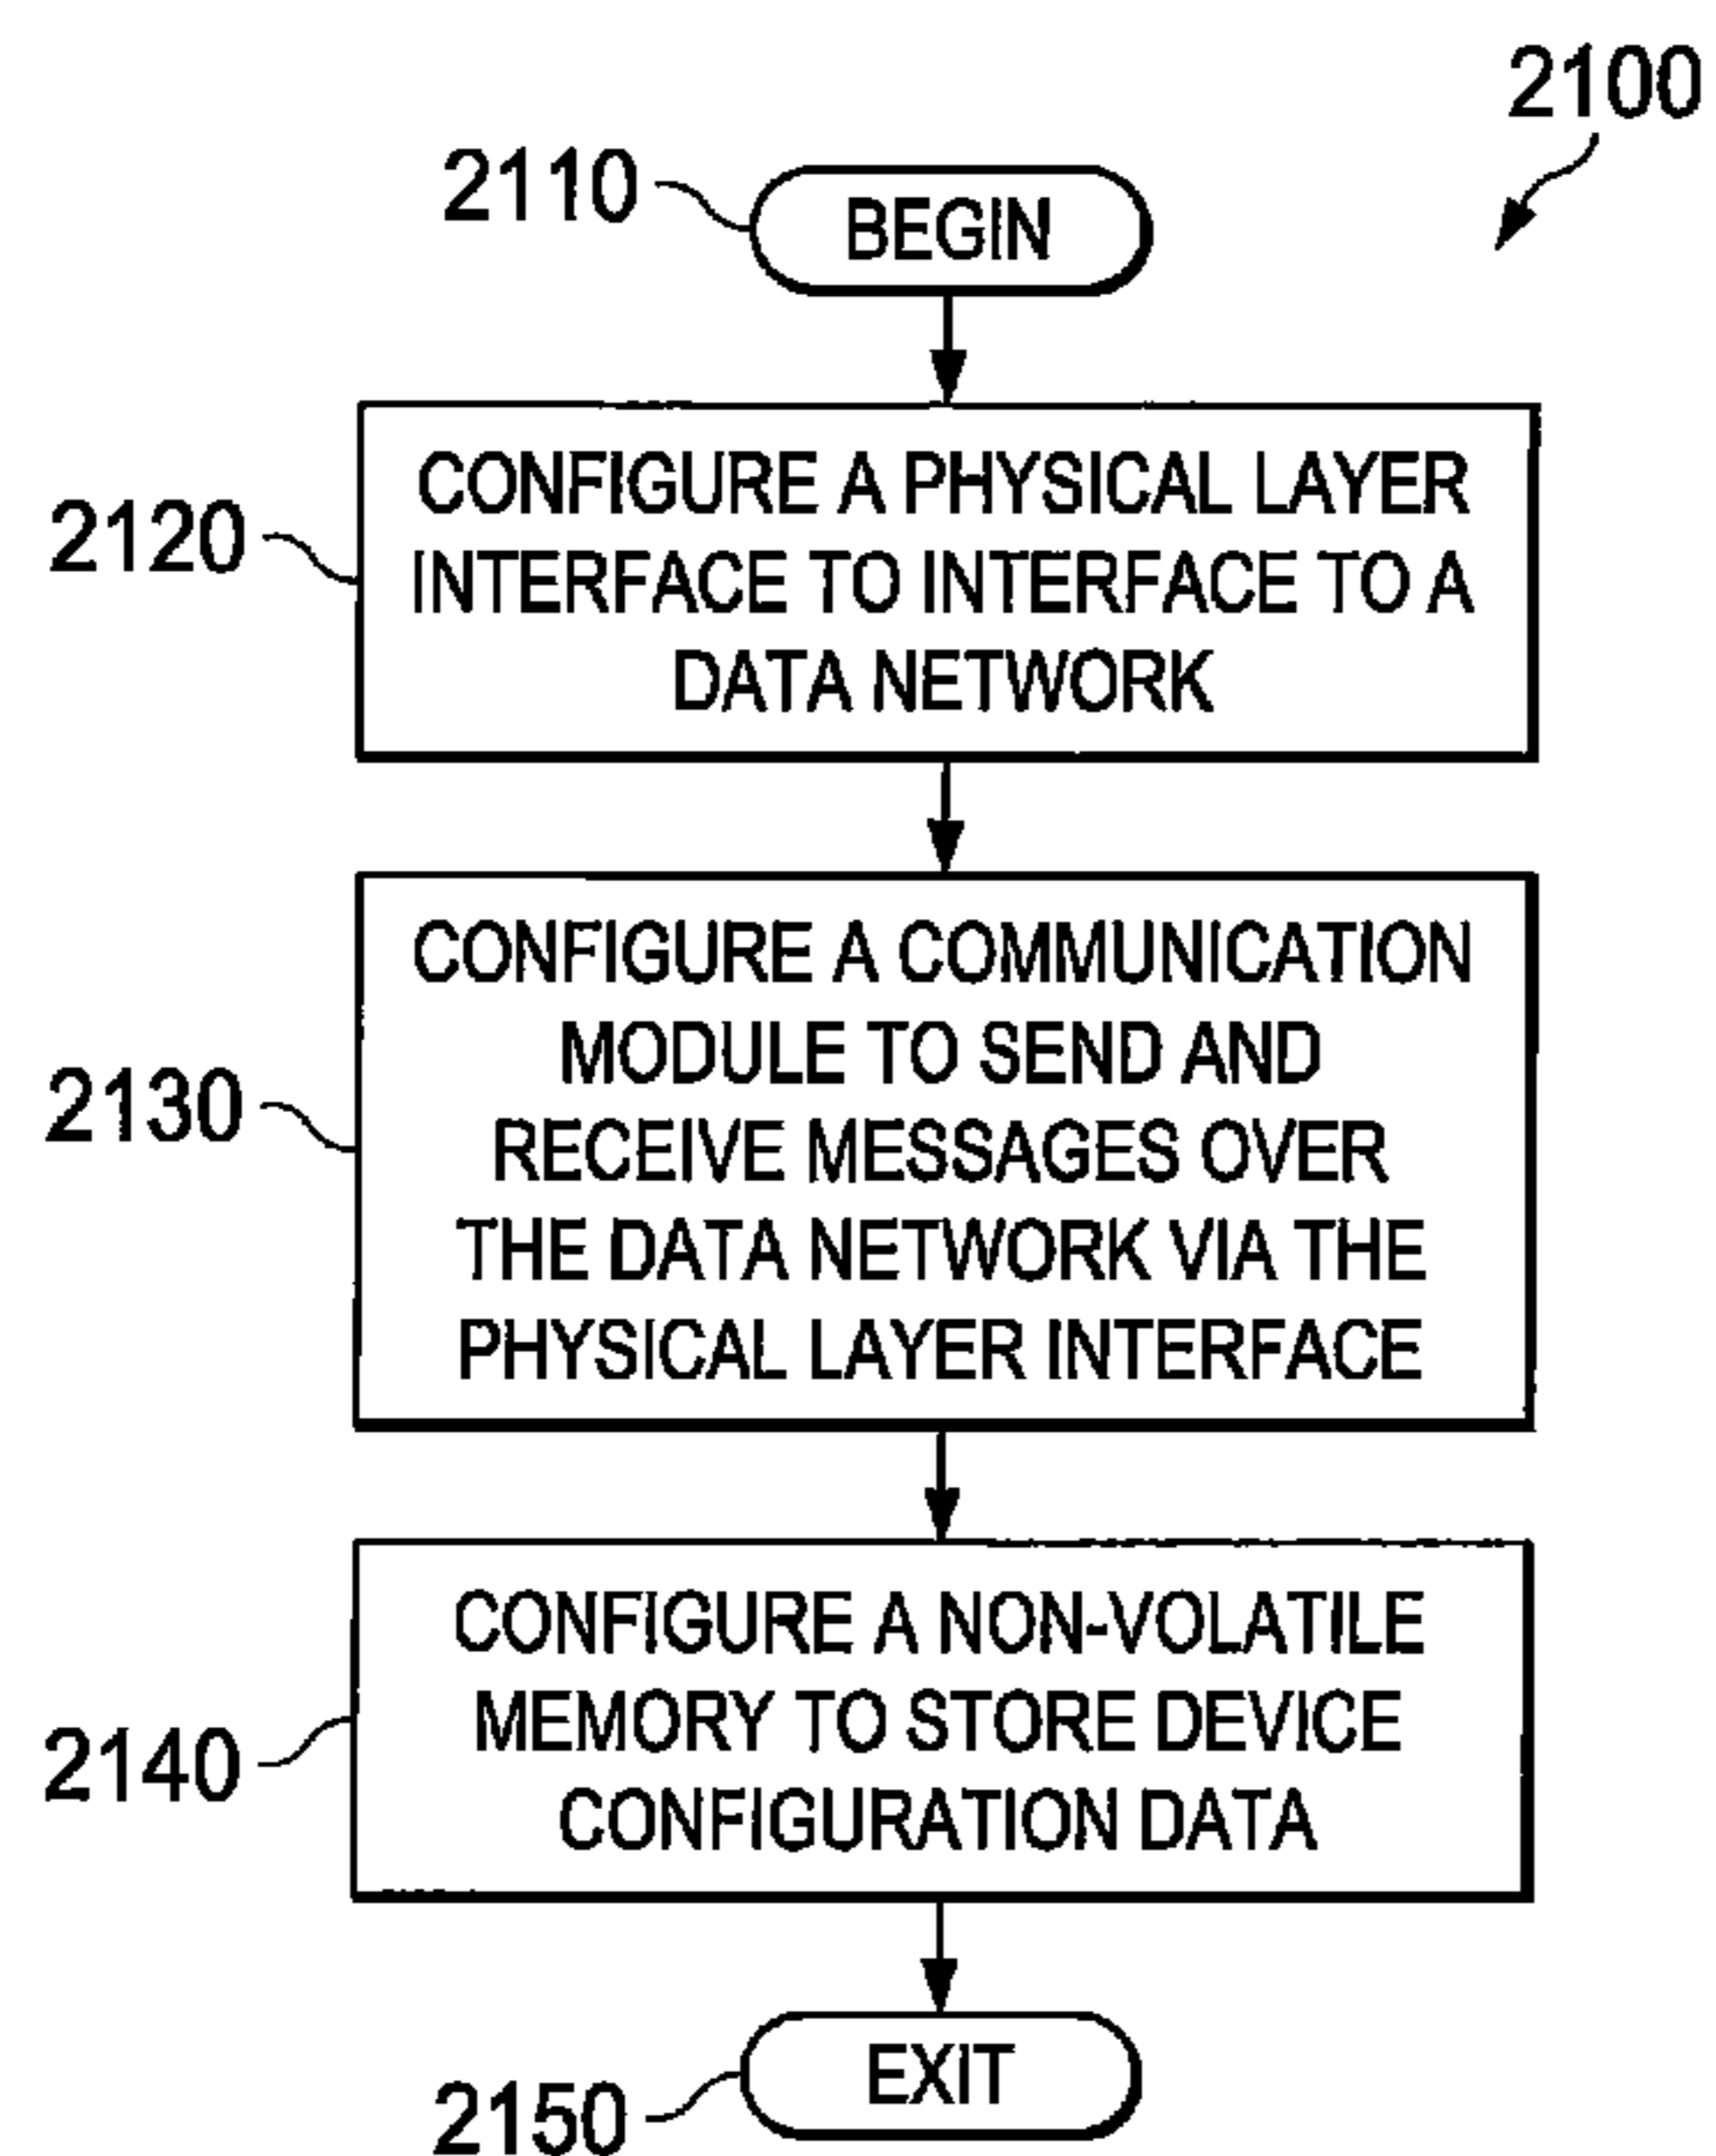 2100
2110
BEGIN
2120
CONFIGURE A PHYSICAL LAYER
INTERFACE TO INTERFACE TO A
DATA NETWORK
2130
CONFIGURE A COMMUNICATION
MODULE TO SEND AND
RECEIVE MESSAGES OVER
THE DATA NETWORK VIA THE
PHYSICAL LAYER INTERFACE
2140
CONFIGURE A NON-VOLATILE
MEMORY TO STORE DEVICE
CONFIGURATION DATA
2150
EXIT